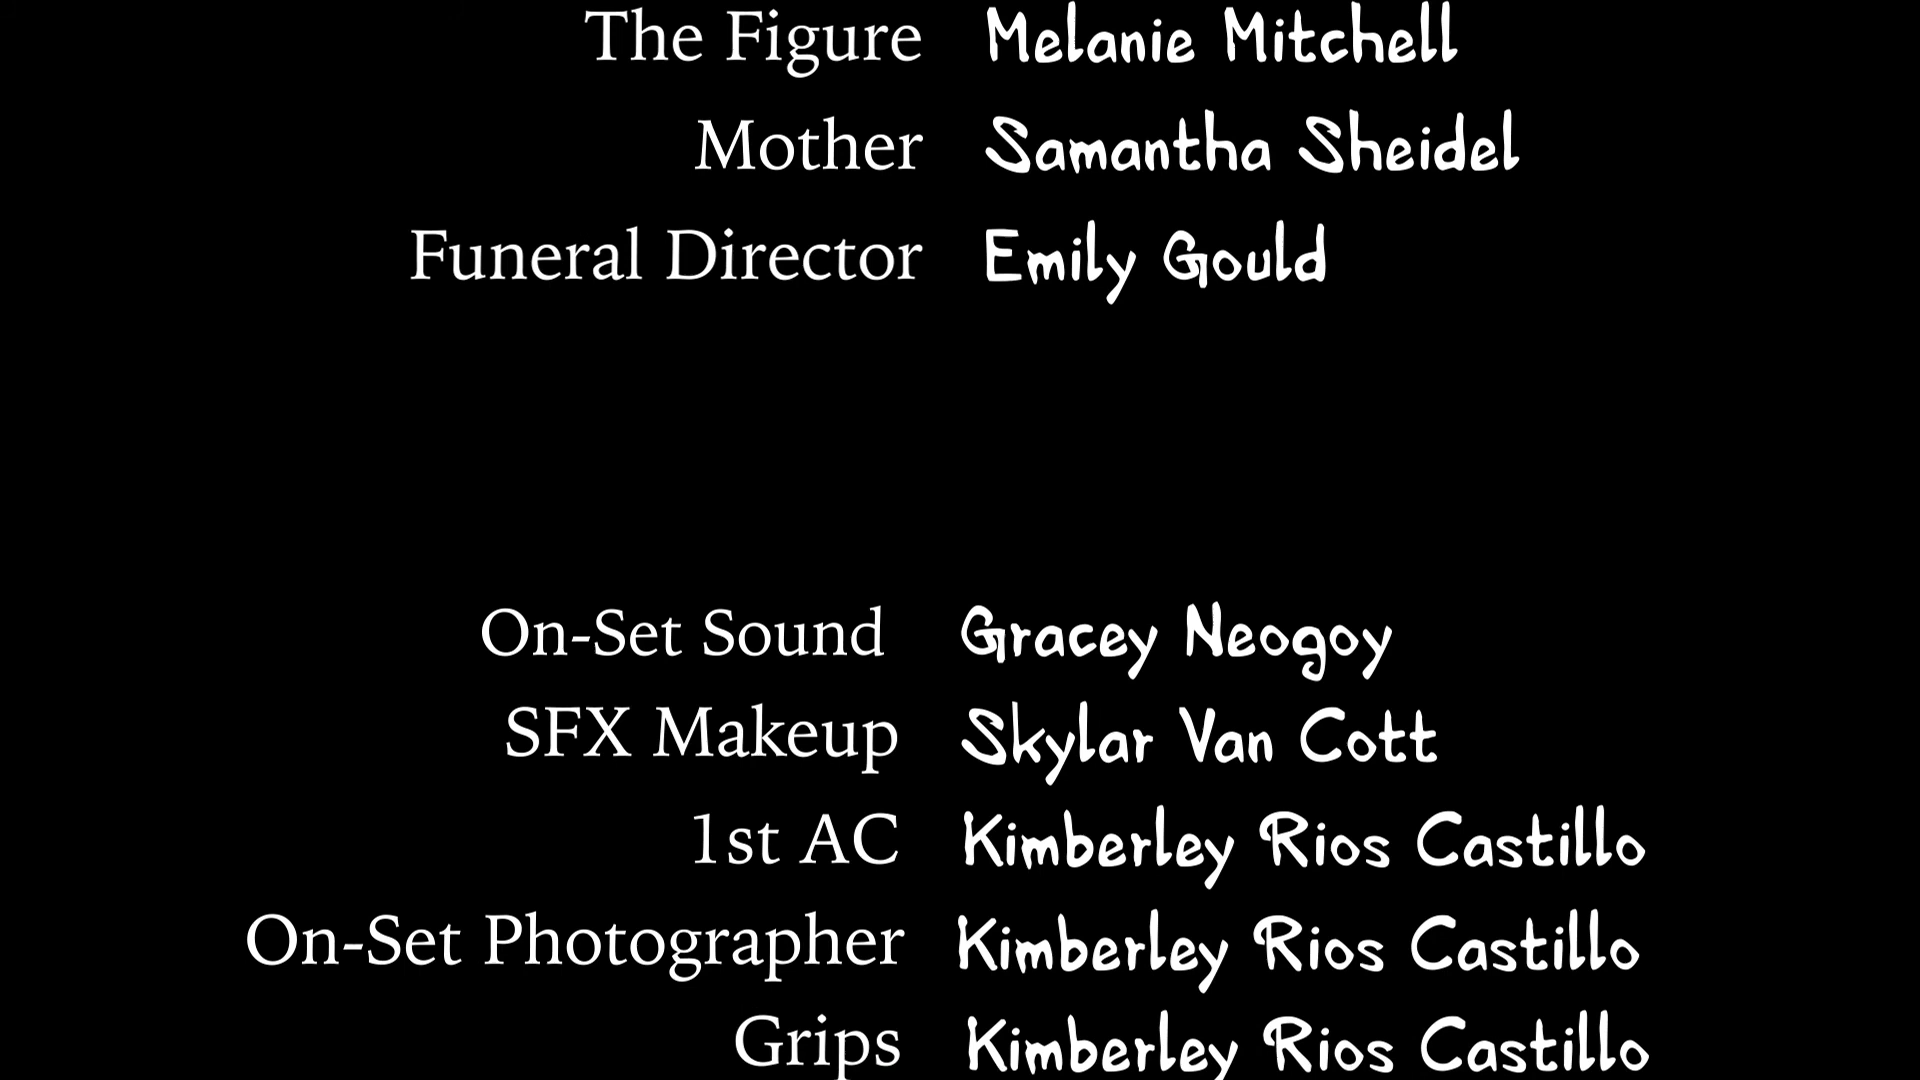 The Figure Melanie Mitchell
Mother Samantha Sheidel
Funeral Director Emily Gould
On-Set Sound Gracey Neogoy
SFX Makeup Skylar Van Cott
1st AC Kimberley Rios Castillo
On-Set Photographer Kimberley Rios Castillo
Grips Kimberley Rios Castillo